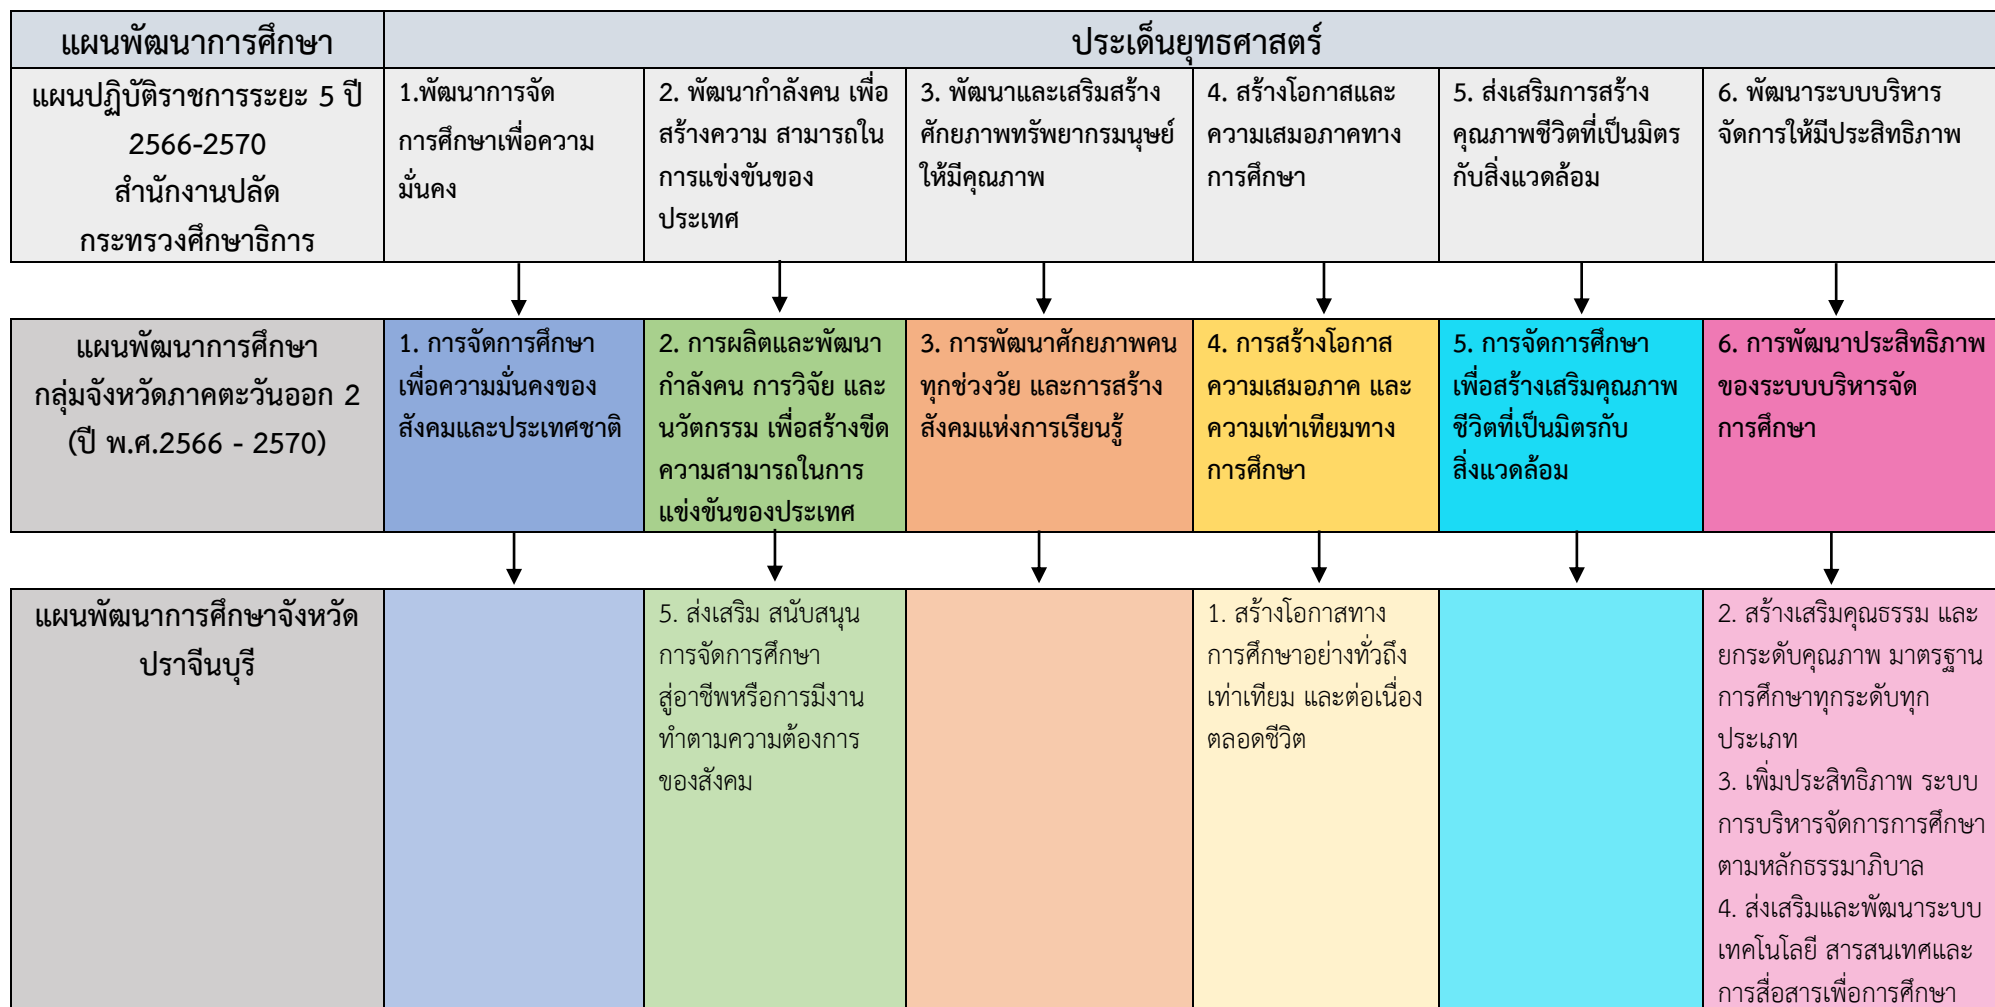 แผนพัฒนาการศึกษา
ประเด็นยุทธศาสตร์
แผนปฏิบัติราชการระยะ 5 ปี
2566-2570
สำนักงานปลัด
กระทรวงศึกษาธิการ
1.พัฒนาการจัด
การศึกษาเพื่อความ
มั่นคง
2. พัฒนากำลังคน เพื่อ
สร้างความ สามารถใน
การแข่งขันของ
ประเทศ
3. พัฒนาและเสริมสร้าง
ศักยภาพทรัพยากรมนุษย์
ให้มีคุณภาพ
4. สร้างโอกาสและ
ความเสมอภาคทาง
การศึกษา
5. ส่งเสริมการสร้าง
คุณภาพชีวิตที่เป็นมิตร
กับสิ่งแวดล้อม
6. พัฒนาระบบบริหาร
จัดการให้มีประสิทธิภาพ
แผนพัฒนาการศึกษา
กลุ่มจังหวัดภาคตะวันออก 2
(ปี พ.ศ.2566 - 2570)
1. การจัดการศึกษา
เพื่อความมั่นคงของ
สังคมและประเทศชาติ
2. การผลิตและพัฒนา
กำลังคน การวิจัย และ
นวัตกรรม เพื่อสร้างขีด
ความสามารถในการ
แข่งขันของประเทศ
3. การพัฒนาศักยภาพคน
ทุกช่วงวัย และการสร้าง
สังคมแห่งการเรียนรู้
4. การสร้างโอกาส
ความเสมอภาค และ
ความเท่าเทียมทาง
การศึกษา
5. การจัดการศึกษา
เพื่อสร้างเสริมคุณภาพ
ชีวิตที่เป็นมิตรกับ
สิ่งแวดล้อม
6. การพัฒนาประสิทธิภาพ
ของระบบบริหารจัด
การศึกษา
แผนพัฒนาการศึกษาจังหวัด
ปราจีนบุรี
5. ส่งเสริม สนับสนุน
การจัดการศึกษา
สู่อาชีพหรือการมีงาน
ทำตามความต้องการ
ของสังคม
1. สร้างโอกาสทาง
การศึกษาอย่างทั่วถึง
เท่าเทียม และต่อเนื่อง
ตลอดชีวิต
2. สร้างเสริมคุณธรรม และ
ยกระดับคุณภาพ มาตรฐาน
การศึกษาทุกระดับทุก
ประเภท
3. เพิ่มประสิทธิภาพ ระบบ
การบริหารจัดการการศึกษา
ตามหลักธรรมาภิบาล
4. ส่งเสริมและพัฒนาระบบ
เทคโนโลยี สารสนเทศและ
การสื่อสารเพื่อการศึกษา